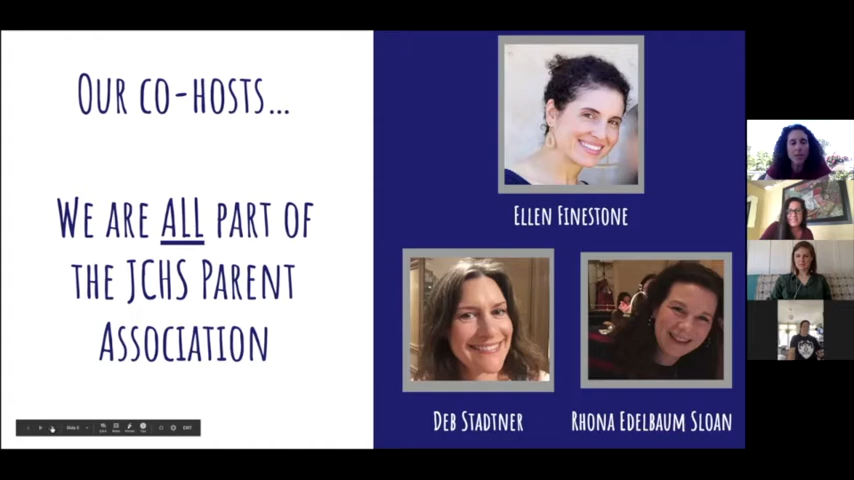 OUR CO-HOSTS...
WE ARE ALL PART OF
THE JCHS PARENT
ASSOCIATION
ELLEN FINESTONE
DEB STADTNER
RHONA EDELBAUM SLOAN
EXIT